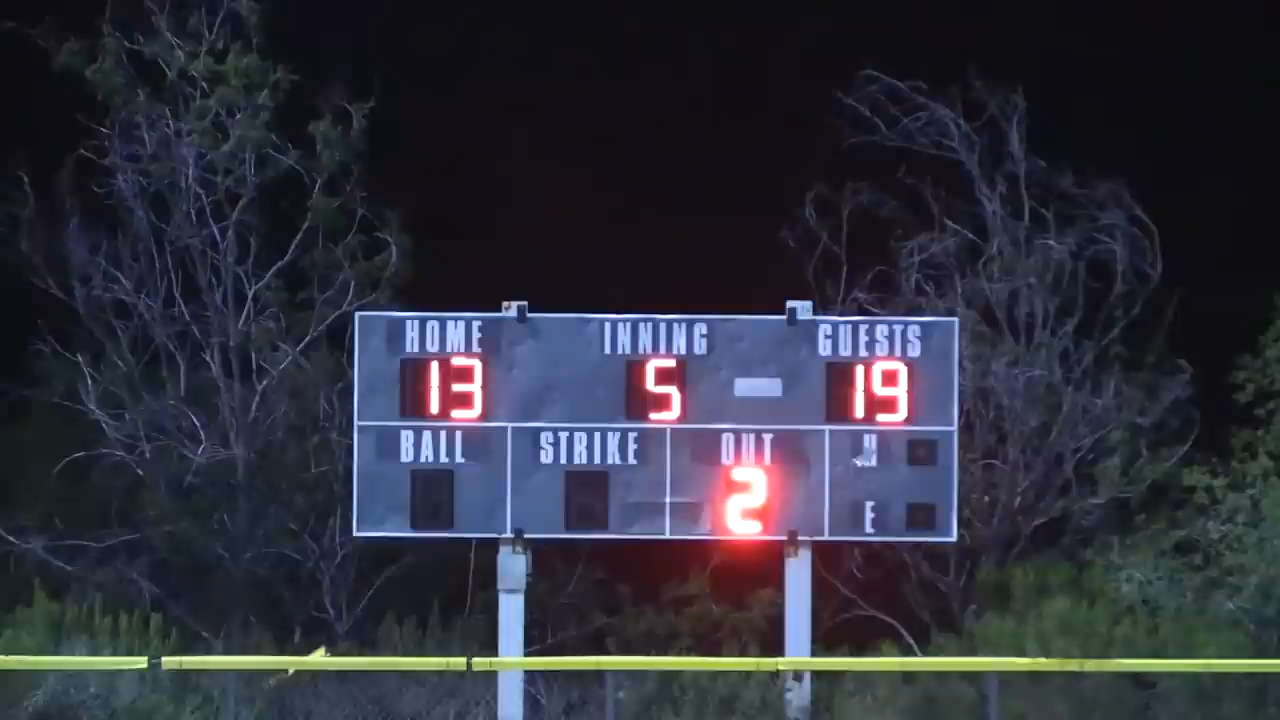 HOME INNING GUESTS
13 5 19
BALL STRIKE OUT H
2
E